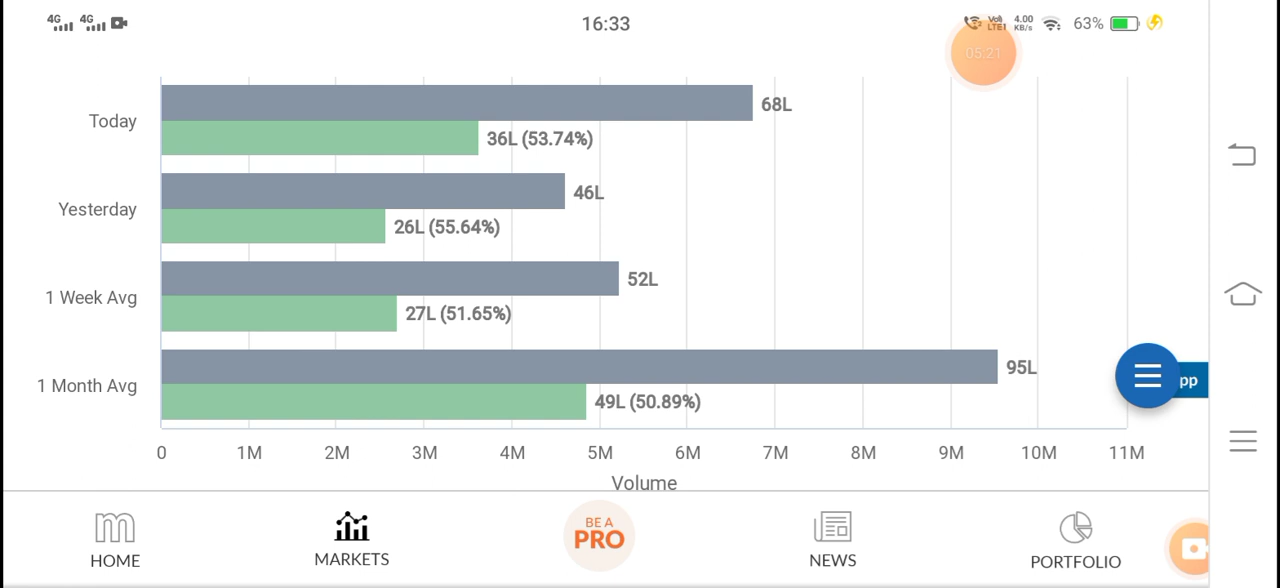 4G 4G 16:33 VoI) LTE1 4.00 KB/s 63%
05:21
Today 68L
36L (53.74%)
Yesterday 46L
26L (55.64%)
1 Week Avg 52L
27L (51.65%)
1 Month Avg 95L
49L (50.89%)
pp
0 1M 2M 3M 4M 5M 6M 7M 8M 9M 10M 11M
Volume
m BE A
PRO
HOME MARKETS NEWS PORTFOLIO